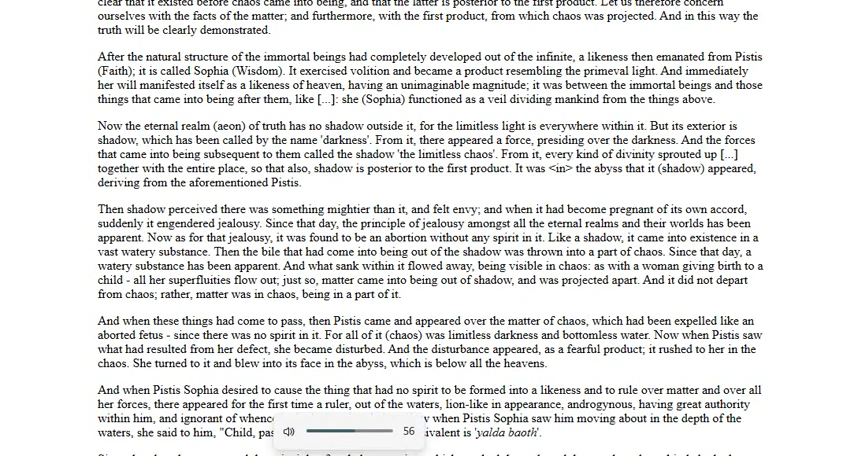 clear that it existed before chaos came into being, and that the latter is posterior to the first product. Let us therefore concern
ourselves with the facts of the matter; and furthermore, with the first product, from which chaos was projected. And in this way the
truth will be clearly demonstrated.
After the natural structure of the immortal beings had completely developed out of the infinite, a likeness then emanated from Pistis
(Faith); it is called Sophia (Wisdom). It exercised volition and became a product resembling the primeval light. And immediately
her will manifested itself as a likeness of heaven, having an unimaginable magnitude; it was between the immortal beings and those
things that came into being after them, like [...]: she (Sophia) functioned as a veil dividing mankind from the things above.
Now the eternal realm (aeon) of truth has no shadow outside it, for the limitless light is everywhere within it. But its exterior is
shadow, which has been called by the name 'darkness'. From it, there appeared a force, presiding over the darkness. And the forces
that came into being subsequent to them called the shadow 'the limitless chaos'. From it, every kind of divinity sprouted up [...]
together with the entire place, so that also, shadow is posterior to the first product. It was <in> the abyss that it (shadow) appeared,
deriving from the aforementioned Pistis.
Then shadow perceived there was something mightier than it, and felt envy; and when it had become pregnant of its own accord,
suddenly it engendered jealousy. Since that day, the principle of jealousy amongst all the eternal realms and their worlds has been
apparent. Now as for that jealousy, it was found to be an abortion without any spirit in it. Like a shadow, it came into existence in a
vast watery substance. Then the bile that had come into being out of the shadow was thrown into a part of chaos. Since that day, a
watery substance has been apparent. And what sank within it flowed away, being visible in chaos: as with a woman giving birth to a
child - all her superfluities flow out; just so, matter came into being out of shadow, and was projected apart. And it did not depart
from chaos; rather, matter was in chaos, being in a part of it.
And when these things had come to pass, then Pistis came and appeared over the matter of chaos, which had been expelled like an
aborted fetus - since there was no spirit in it. For all of it (chaos) was limitless darkness and bottomless water. Now when Pistis saw
what had resulted from her defect, she became disturbed. And the disturbance appeared, as a fearful product; it rushed to her in the
chaos. She turned to it and blew into its face in the abyss, which is below all the heavens.
And when Pistis Sophia desired to cause the thing that had no spirit to be formed into a likeness and to rule over matter and over all
her forces, there appeared for the first time a ruler, out of the waters, lion-like in appearance, androgynous, having great authority
within him, and ignorant of when when Pistis Sophia saw him moving about in the depth of the
waters, she said to him, "Child, 56 is 'yalda baoth'.